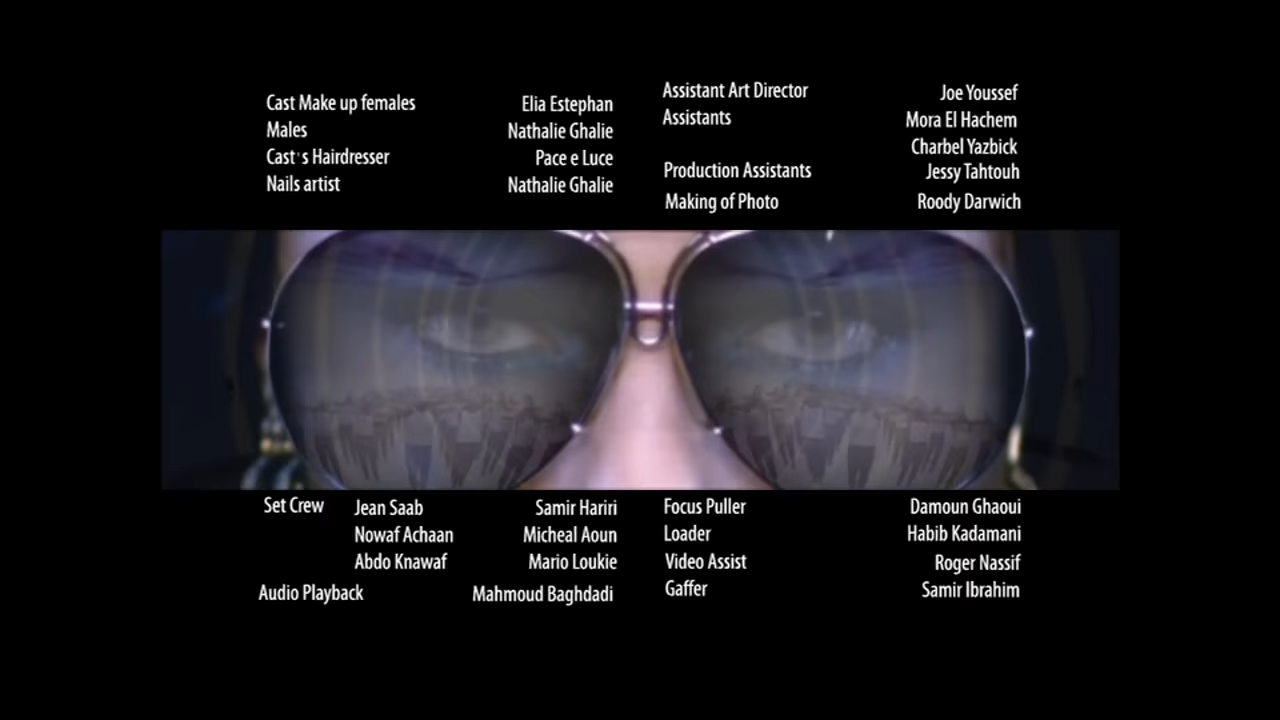 Cast Make up females Elia Estephan
Males Nathalie Ghalie
Cast's Hairdresser Pace e Luce
Nails artist Nathalie Ghalie
Assistant Art Director Joe Youssef
Assistants Mora El Hachem
Charbel Yazbick
Production Assistants Jessy Tahtouh
Making of Photo Roody Darwich
Set Crew Jean Saab Samir Hariri
Nowaf Achaan Micheal Aoun
Abdo Knawaf Mario Loukie
Audio Playback Mahmoud Baghdadi
Focus Puller Damoun Ghaoui
Loader Habib Kadamani
Video Assist Roger Nassif
Gaffer Samir Ibrahim